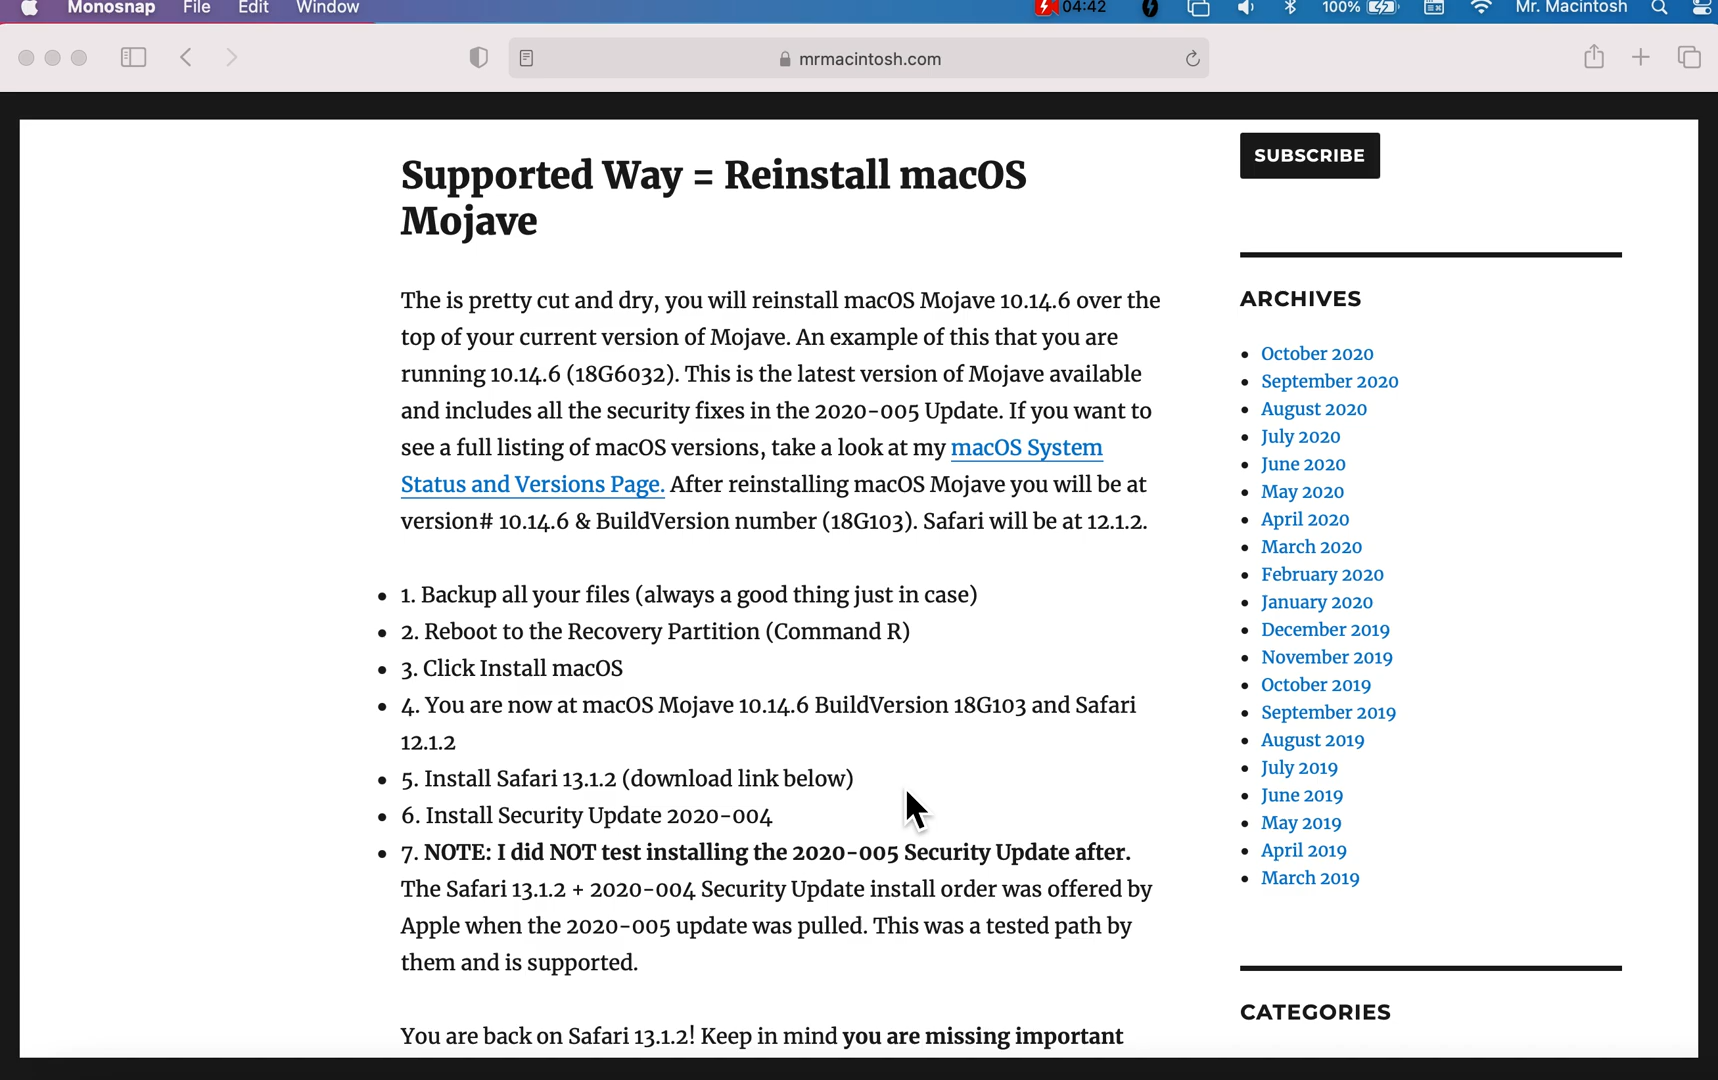 Monosnap File Edit Window 04:42 100% Mr. Macintosh
mrmacintosh.com
Supported Way = Reinstall macOS
Mojave
The is pretty cut and dry, you will reinstall macOS Mojave 10.14.6 over the
top of your current version of Mojave. An example of this that you are
running 10.14.6 (18G6032). This is the latest version of Mojave available
and includes all the security fixes in the 2020-005 Update. If you want to
see a full listing of macOS versions, take a look at my macOS System
Status and Versions Page. After reinstalling macOS Mojave you will be at
version# 10.14.6 & BuildVersion number (18G103). Safari will be at 12.1.2.
• 1. Backup all your files (always a good thing just in case)
• 2. Reboot to the Recovery Partition (Command R)
• 3. Click Install macOS
• 4. You are now at macOS Mojave 10.14.6 BuildVersion 18G103 and Safari
12.1.2
• 5. Install Safari 13.1.2 (download link below)
• 6. Install Security Update 2020-004
• 7. NOTE: I did NOT test installing the 2020-005 Security Update after.
The Safari 13.1.2 + 2020-004 Security Update install order was offered by
Apple when the 2020-005 update was pulled. This was a tested path by
them and is supported.
You are back on Safari 13.1.2! Keep in mind you are missing important
SUBSCRIBE
ARCHIVES
• October 2020
• September 2020
• August 2020
• July 2020
• June 2020
• May 2020
• April 2020
• March 2020
• February 2020
• January 2020
• December 2019
• November 2019
• October 2019
• September 2019
• August 2019
• July 2019
• June 2019
• May 2019
• April 2019
• March 2019
CATEGORIES